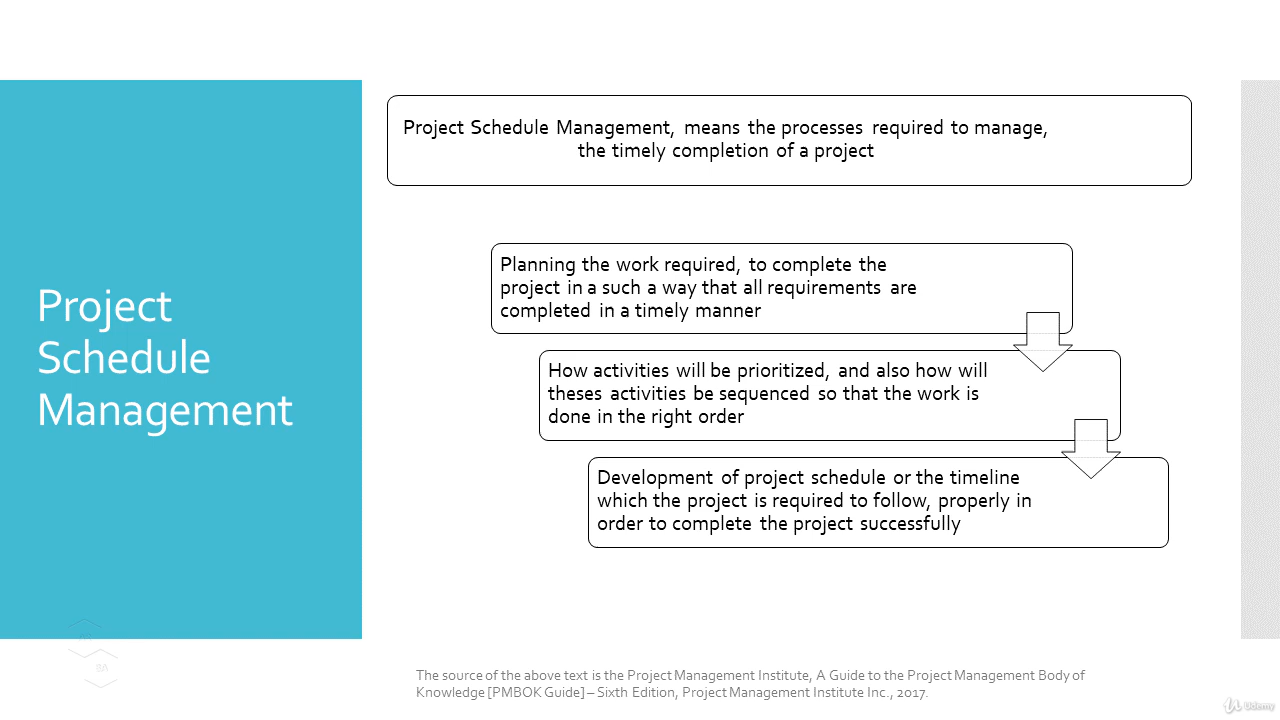 Project
Schedule
Management
Project Schedule Management, means the processes required to manage,
the timely completion of a project
Planning the work required, to complete the
project in a such a way that all requirements are
completed in a timely manner
How activities will be prioritized, and also how will
theses activities be sequenced so that the work is
done in the right order
Development of project schedule or the timeline
which the project is required to follow, properly in
order to complete the project successfully
SA
The source of the above text is the Project Management Institute, A Guide to the Project Management Body of
Knowledge [PMBOK Guide] – Sixth Edition, Project Management Institute Inc., 2017.
Udemy